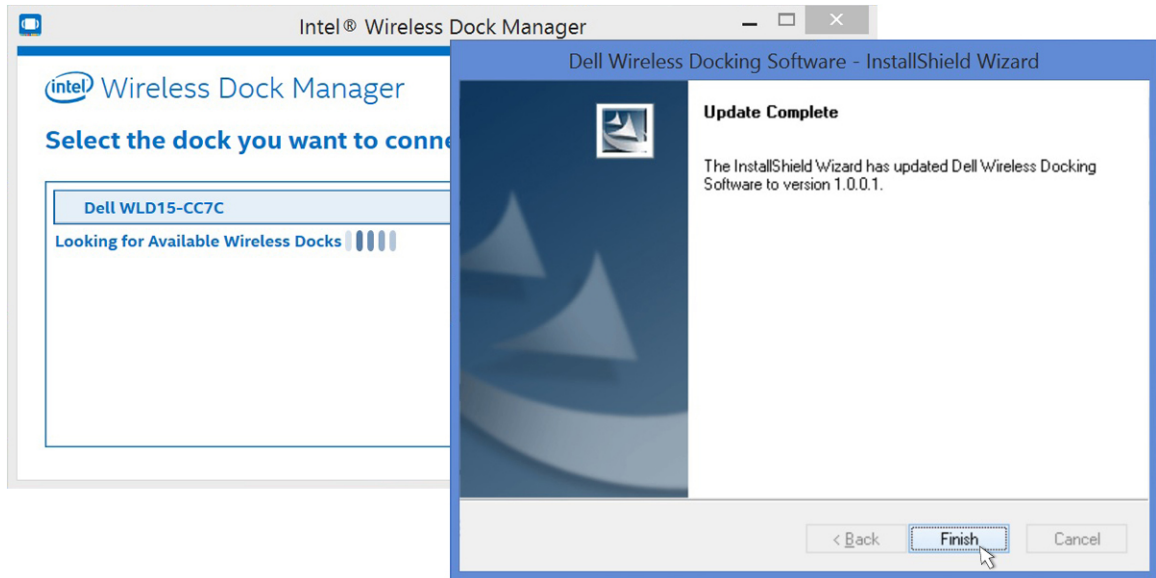 Intel® Wireless Dock Manager
intel Wireless Dock Manager
Select the dock you want to conne
Dell WLD15-CC7C
Looking for Available Wireless Docks
Dell Wireless Docking Software - InstallShield Wizard
Update Complete
The InstallShield Wizard has updated Dell Wireless Docking
Software to version 1.0.0.1.
< Back Finish Cancel